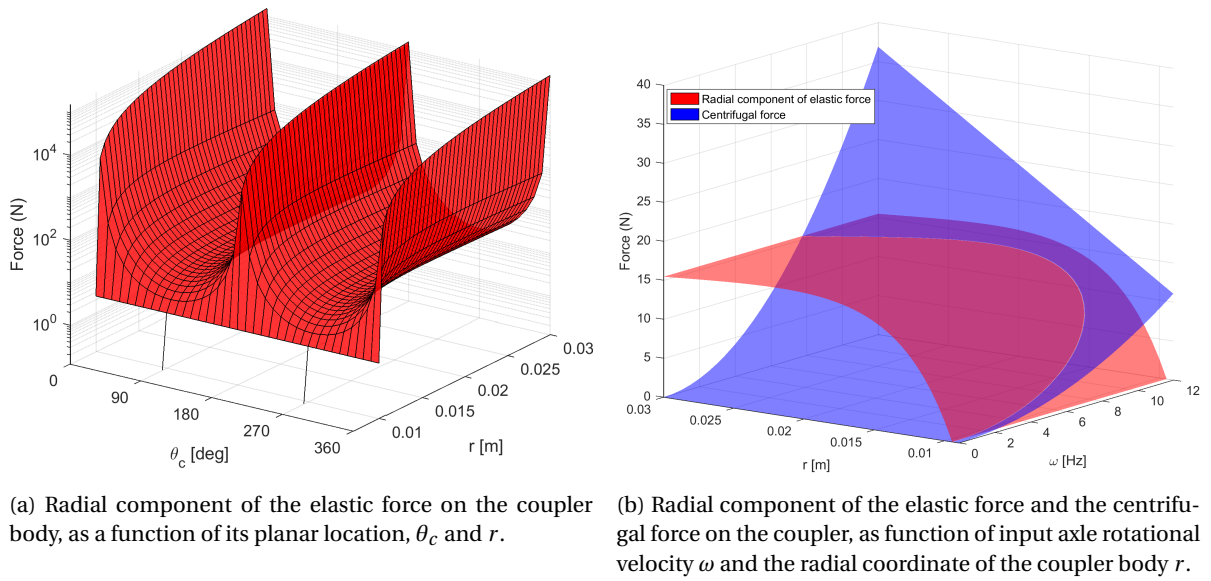 Force (N)
10^4
10^2
10^0
0
90
180
270
360
θ_c [deg]
0.01
0.015
0.02
0.025
0.03
r [m]
Radial component of elastic force
Centrifugal force
Force (N)
40
35
30
25
20
15
10
5
0
0.03
0.025
0.02
0.015
0.01
r [m]
0
2
4
6
8
10
12
ω [Hz]
(a) Radial component of the elastic force on the coupler
body, as a function of its planar location, θ_c and r.
(b) Radial component of the elastic force and the centrifu-
gal force on the coupler, as function of input axle rotational
velocity ω and the radial coordinate of the coupler body r.